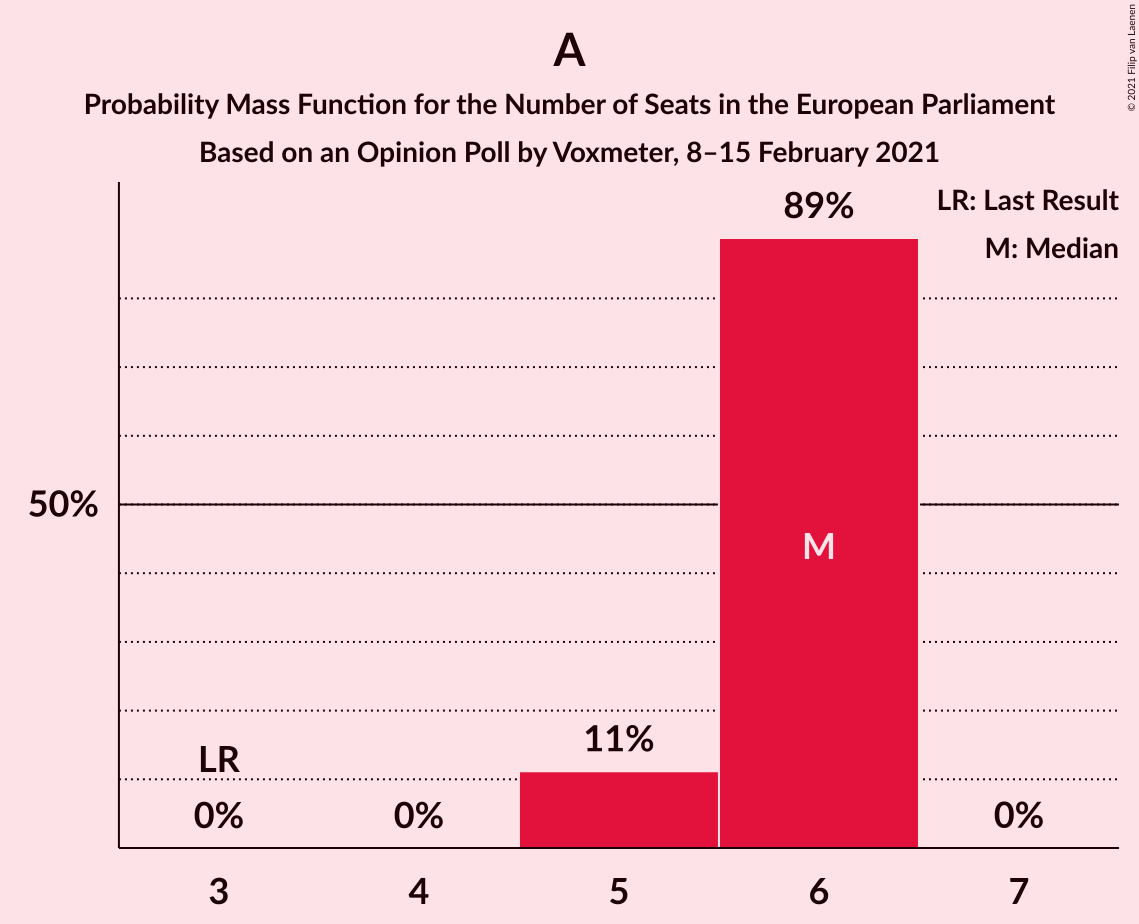 A
Probability Mass Function for the Number of Seats in the European Parliament
Based on an Opinion Poll by Voxmeter, 8–15 February 2021
© 2021 Filip van Laenen
LR: Last Result
M: Median
89%
50%
M
11%
LR
0%
0%
0%
3
4
5
6
7